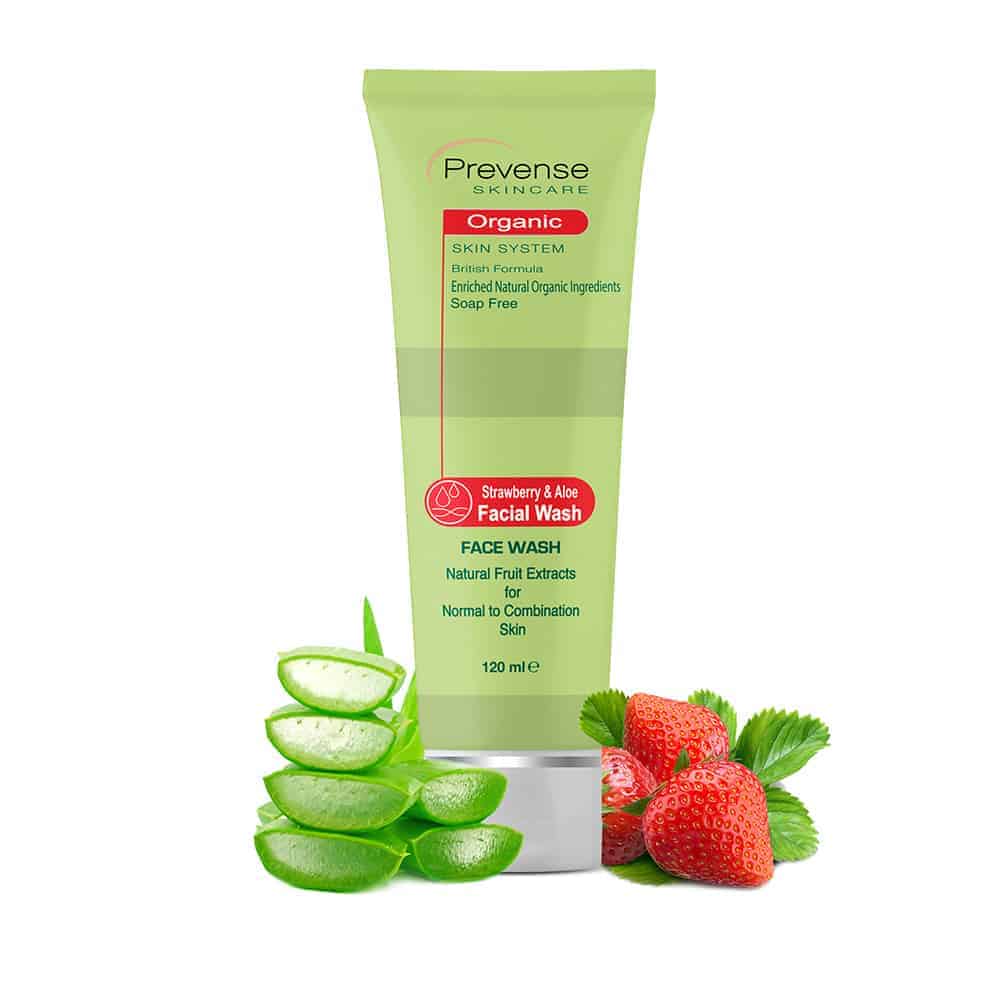 Prevense
SKINCARE
Organic
SKIN SYSTEM
British Formula
Enriched Natural Organic Ingredients
Soap Free
Strawberry & Aloe
Facial Wash
FACE WASH
Natural Fruit Extracts
for
Normal to Combination
Skin
120 ml ℮